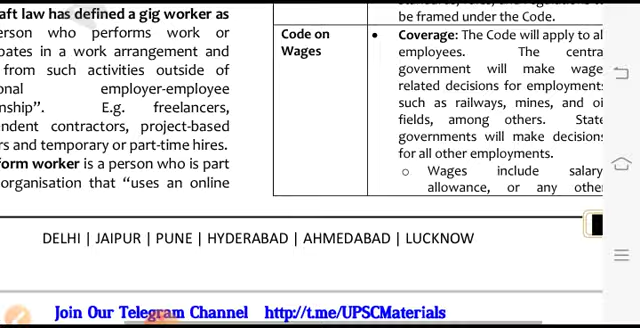 aft law has defined a gig worker as
erson who performs work or
pates in a work arrangement and
from such activities outside of
onal employer-employee
nship". E.g. freelancers,
ndent contractors, project-based
rs and temporary or part-time hires.
form worker is a person who is part
organisation that "uses an online
be framed under the Code.
Code on
Wages
• Coverage: The Code will apply to al
employees. The centra
government will make wage
related decisions for employment
such as railways, mines, and oi
fields, among others. State
governments will make decision
for all other employments.
o Wages include salary
allowance, or any othe
DELHI | JAIPUR | PUNE | HYDERABAD | AHMEDABAD | LUCKNOW
Join Our Telegram Channel http://t.me/UPSCMaterials